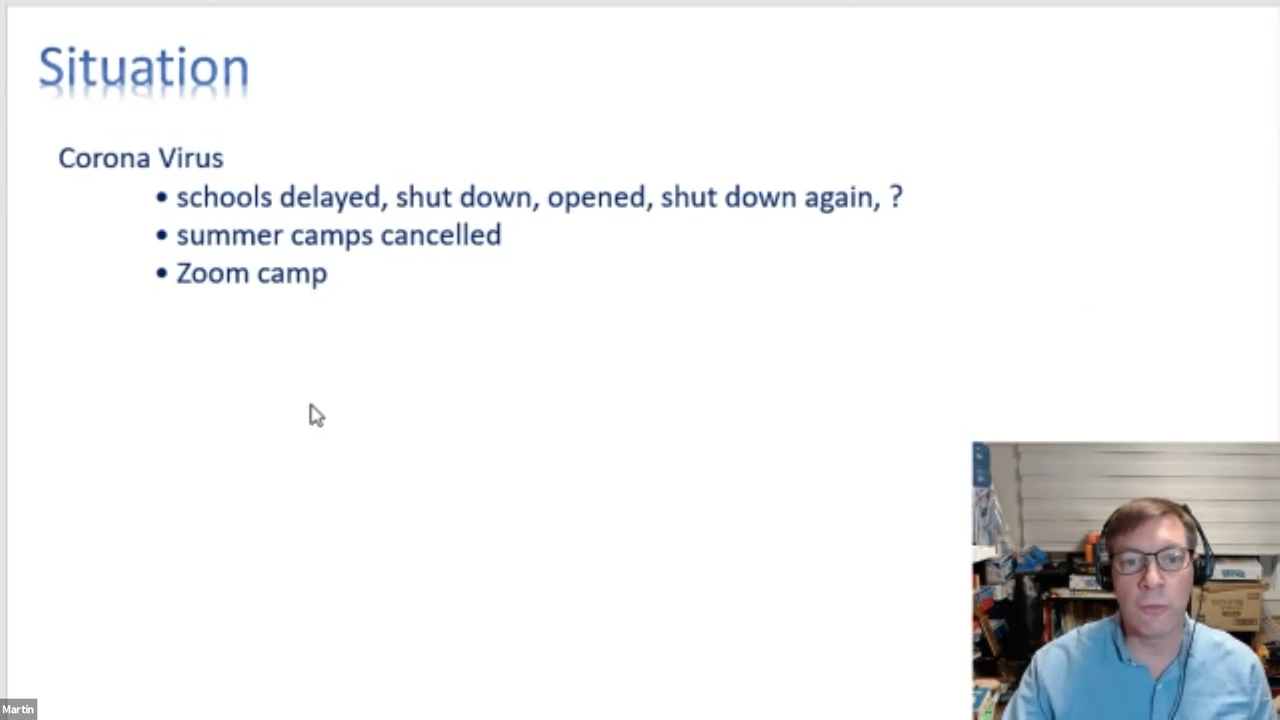 Situation
Corona Virus
• schools delayed, shut down, opened, shut down again, ?
• summer camps cancelled
• Zoom camp
Martin